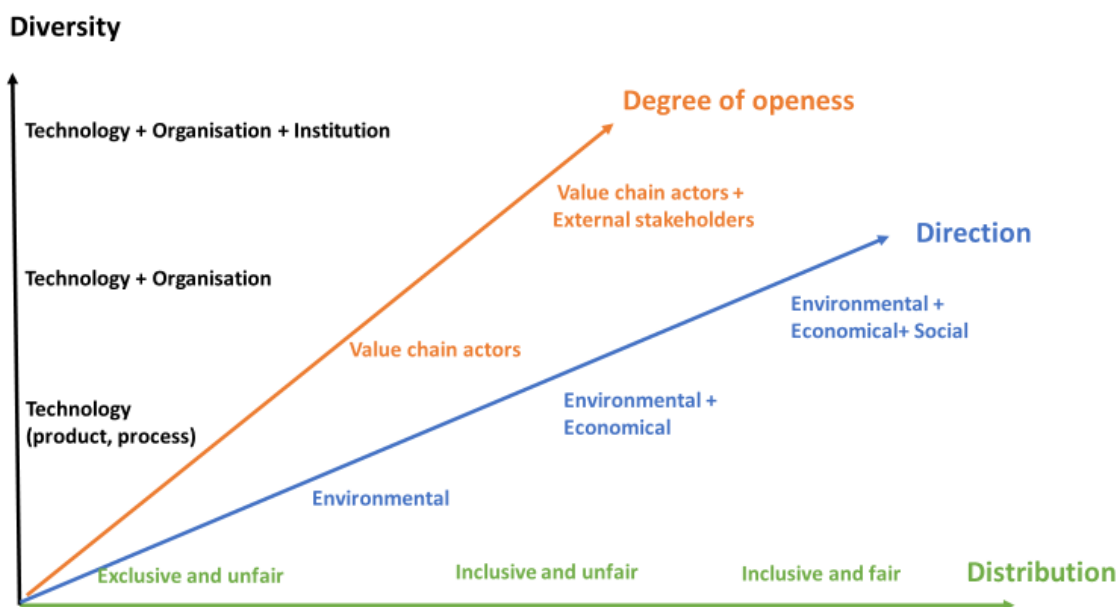 Diversity
Degree of openess
Technology + Organisation + Institution
Value chain actors +
External stakeholders
Direction
Technology + Organisation
Environmental +
Economical+ Social
Value chain actors
Environmental +
Economical
Technology
(product, process)
Environmental
Exclusive and unfair
Inclusive and unfair
Inclusive and fair
Distribution